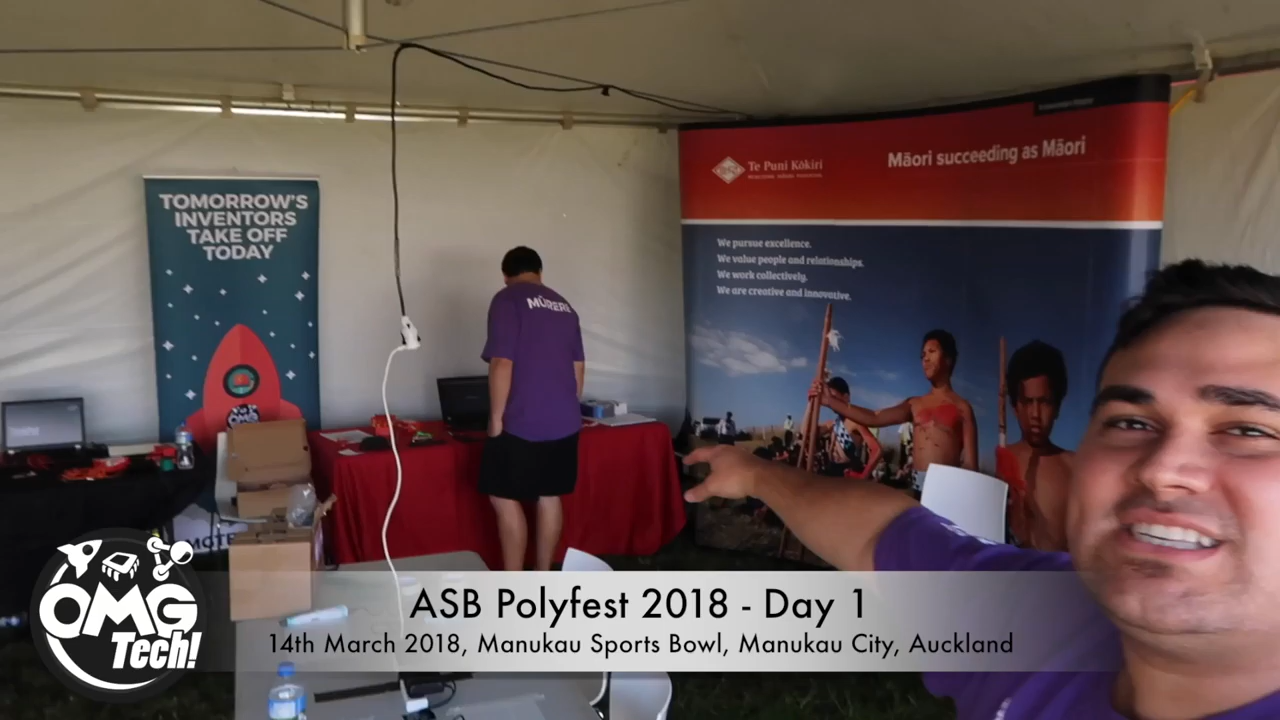 TOMORROW'S
INVENTORS
TAKE OFF
TODAY
Te Puni Kōkiri
Māori succeeding as Māori
We pursue excellence.
We value people and relationships.
We work collectively.
We are creative and innovative.
OMG
Tech!
ASB Polyfest 2018 - Day 1
14th March 2018, Manukau Sports Bowl, Manukau City, Auckland